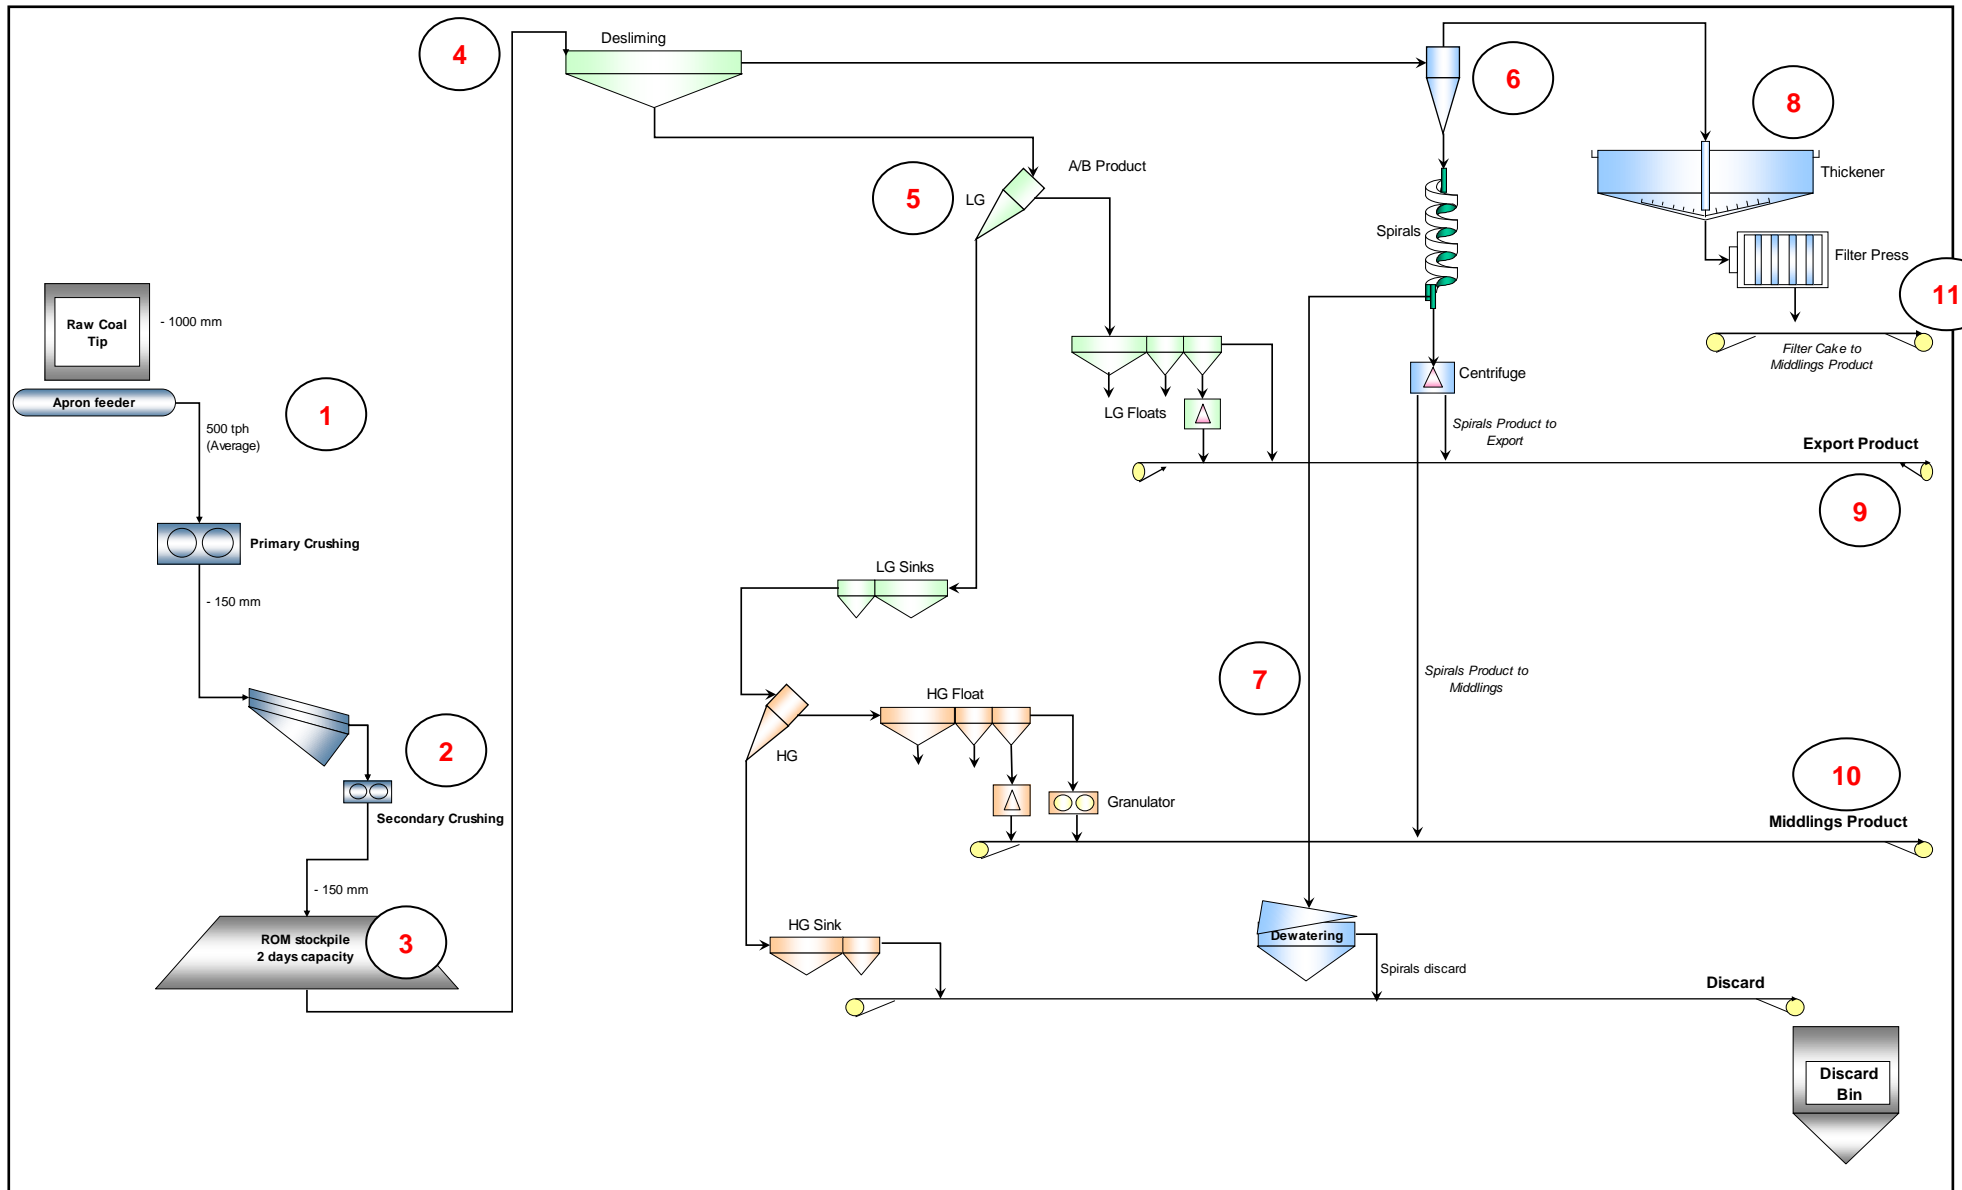 4
Desliming
6
8
Thickener
5
LG
A/B Product
Spirals
Filter Press
11
Raw Coal
Tip
- 1000 mm
Filter Cake to
Middlings Product
Apron feeder
1
500 tph
(Average)
LG Floats
Centrifuge
Spirals Product to
Export
Export Product
9
Primary Crushing
- 150 mm
LG Sinks
7
Spirals Product to
Middlings
2
HG Float
HG
10
Granulator
Middlings Product
Secondary Crushing
- 150 mm
ROM stockpile
2 days capacity
3
HG Sink
Dewatering
Spirals discard
Discard
Discard
Bin